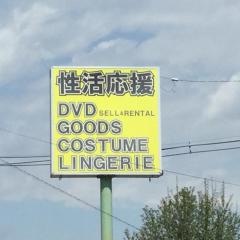 性活応援
DVD SELL&RENTAL
GOODS
COSTUME
LINGERIE